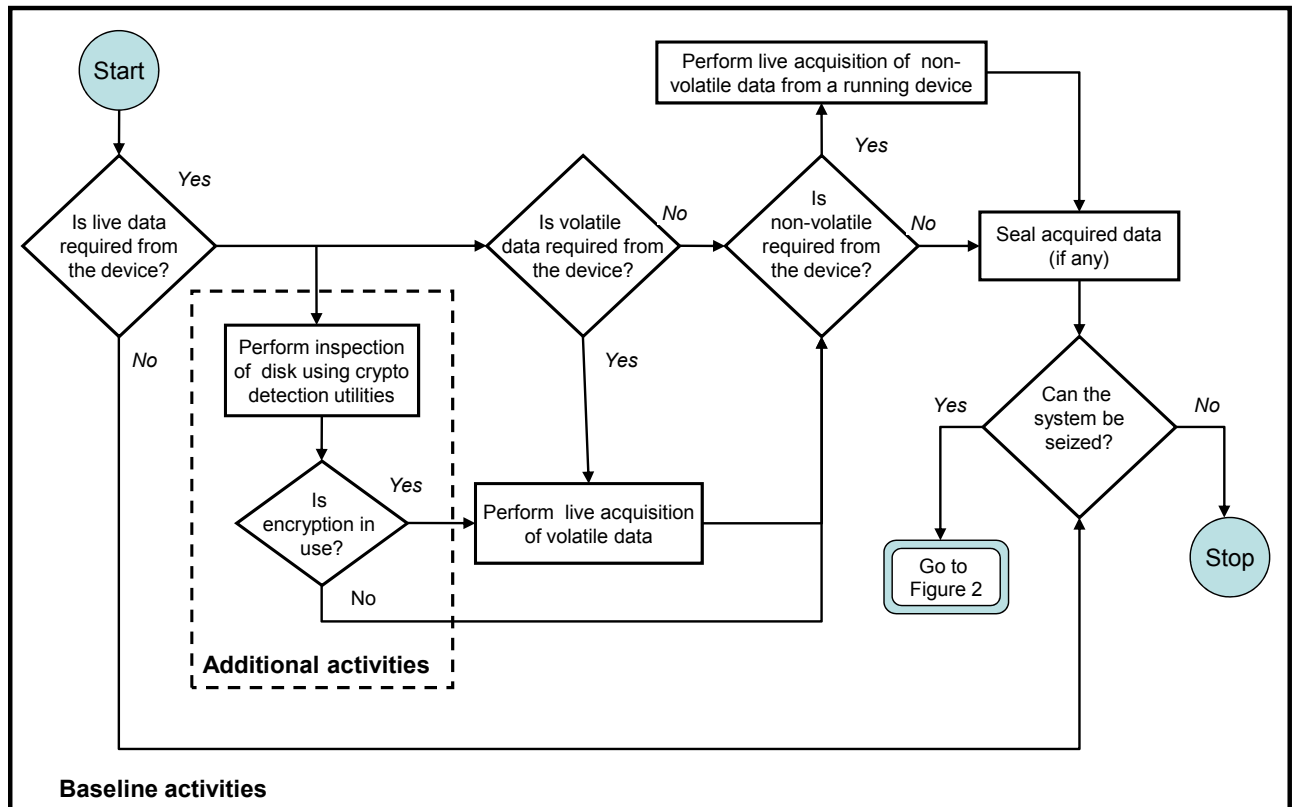 Start
Yes
Is live data
required from
the device?
No
Perform inspection
of disk using crypto
detection utilities
Is
encryption in
use?
Yes
No
Additional activities
Is volatile
data required from
the device?
No
Yes
Perform live acquisition
of volatile data
Perform live acquisition of non-
volatile data from a running device
Yes
Is
non-volatile
required from
the device?
No
Seal acquired data
(if any)
Can the
system be
seized?
Yes
No
Go to
Figure 2
Stop
Baseline activities